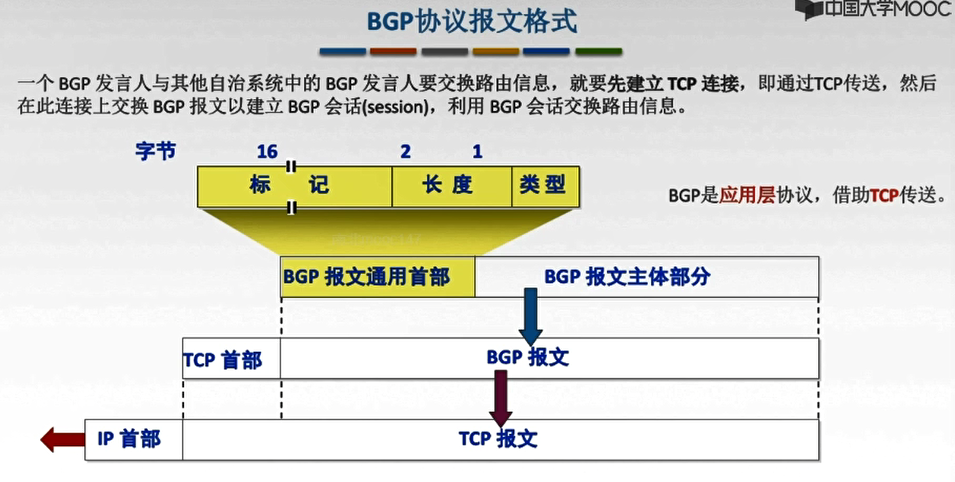 中国大学MOOC
BGP协议报文格式
一个 BGP 发言人与其他自治系统中的 BGP 发言人要交换路由信息，就要先建立 TCP 连接，即通过TCP传送，然后
在此连接上交换 BGP 报文以建立 BGP 会话(session)，利用 BGP 会话交换路由信息。
字节 16 2 1
标 记 长 度 类 型
BGP是应用层协议，借助TCP传送。
BGP 报文通用首部 BGP 报文主体部分
TCP 首部 BGP 报文
IP 首部 TCP 报文